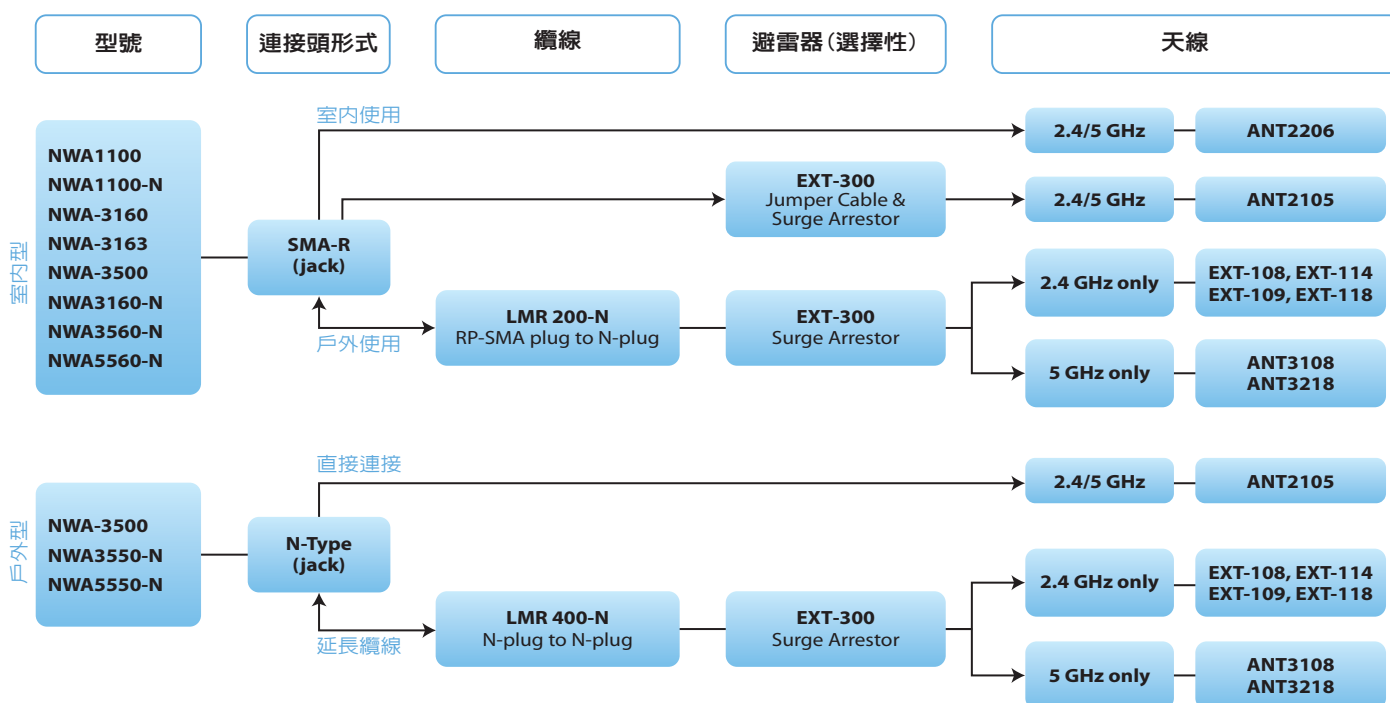 型號
連接頭形式
纜線
避雷器(選擇性)
天線
室內型
NWA1100
NWA1100-N
NWA-3160
NWA-3163
NWA-3500
NWA3160-N
NWA3560-N
NWA5560-N
SMA-R
(jack)
室內使用
2.4/5 GHz
ANT2206
EXT-300
Jumper Cable &
Surge Arrestor
2.4/5 GHz
ANT2105
戶外使用
LMR 200-N
RP-SMA plug to N-plug
EXT-300
Surge Arrestor
2.4 GHz only
EXT-108, EXT-114
EXT-109, EXT-118
5 GHz only
ANT3108
ANT3218
戶外型
NWA-3500
NWA3550-N
NWA5550-N
N-Type
(jack)
直接連接
2.4/5 GHz
ANT2105
延長纜線
LMR 400-N
N-plug to N-plug
EXT-300
Surge Arrestor
2.4 GHz only
EXT-108, EXT-114
EXT-109, EXT-118
5 GHz only
ANT3108
ANT3218